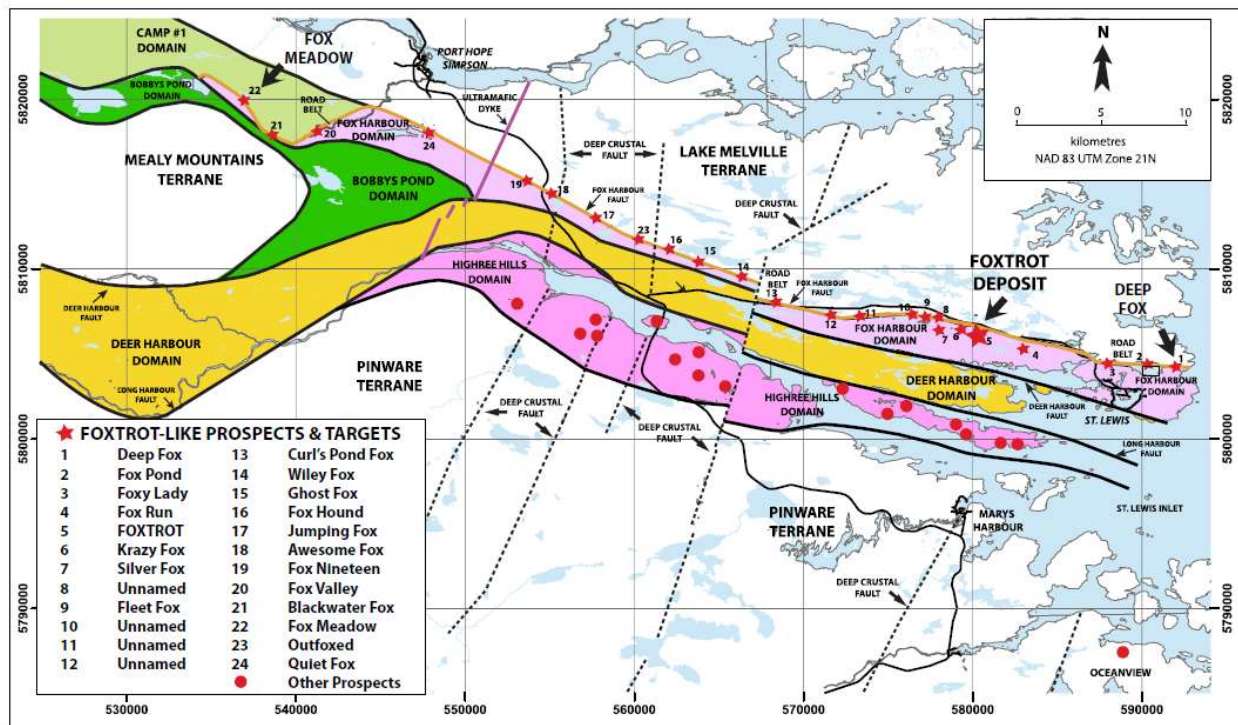 CAMP #1
DOMAIN
FOX
MEADOW
PORT HOPE
SIMPSON
BOBBYS POND
DOMAIN
22
ROAD
BELT
ULTRAMAFIC
DYKE
21
20
FOX HARBOUR
DOMAIN
24
MEALY MOUNTAINS
TERRANE
BOBBYS POND
DOMAIN
DEEP CRUSTAL
FAULT
LAKE MELVILLE
TERRANE
19
18
FOX HARBOUR
FAULT
17
DEEP CRUSTAL
FAULT
23
16
15
14
HIGHREE HILLS
DOMAIN
ROAD
BELT
13
FOX HARBOUR
FAULT
FOXTROT
DEPOSIT
DEEP
FOX
DEER HARBOUR
FAULT
12
11
10
9
8
FOX HARBOUR
DOMAIN
7
6
5
4
ROAD
BELT
3
2
1
FOX HARBOUR
DOMAIN
DEER HARBOUR
DOMAIN
PINWARE
TERRANE
LONG HARBOUR
FAULT
DEEP CRUSTAL
FAULT
DEEP CRUSTAL
FAULT
HIGHREE HILLS
DOMAIN
DEER HARBOUR
DOMAIN
DEER HARBOUR
FAULT
ST. LEWIS
LONG HARBOUR
FAULT
ST. LEWIS INLET
PINWARE
TERRANE
MARYS
HARBOUR
DEEP CRUSTAL
FAULT
OCEANVIEW
N
0 5 10
kilometres
NAD 83 UTM Zone 21N
FOXTROT-LIKE PROSPECTS & TARGETS
1 Deep Fox 13 Curl's Pond Fox
2 Fox Pond 14 Wiley Fox
3 Foxy Lady 15 Ghost Fox
4 Fox Run 16 Fox Hound
5 FOXTROT 17 Jumping Fox
6 Krazy Fox 18 Awesome Fox
7 Silver Fox 19 Fox Nineteen
8 Unnamed 20 Fox Valley
9 Fleet Fox 21 Blackwater Fox
10 Unnamed 22 Fox Meadow
11 Unnamed 23 Outfoxed
12 Unnamed 24 Quiet Fox
Other Prospects
5820000
5810000
5800000
5790000
5820000
5810000
5800000
5790000
530000 540000 550000 560000 570000 580000 590000